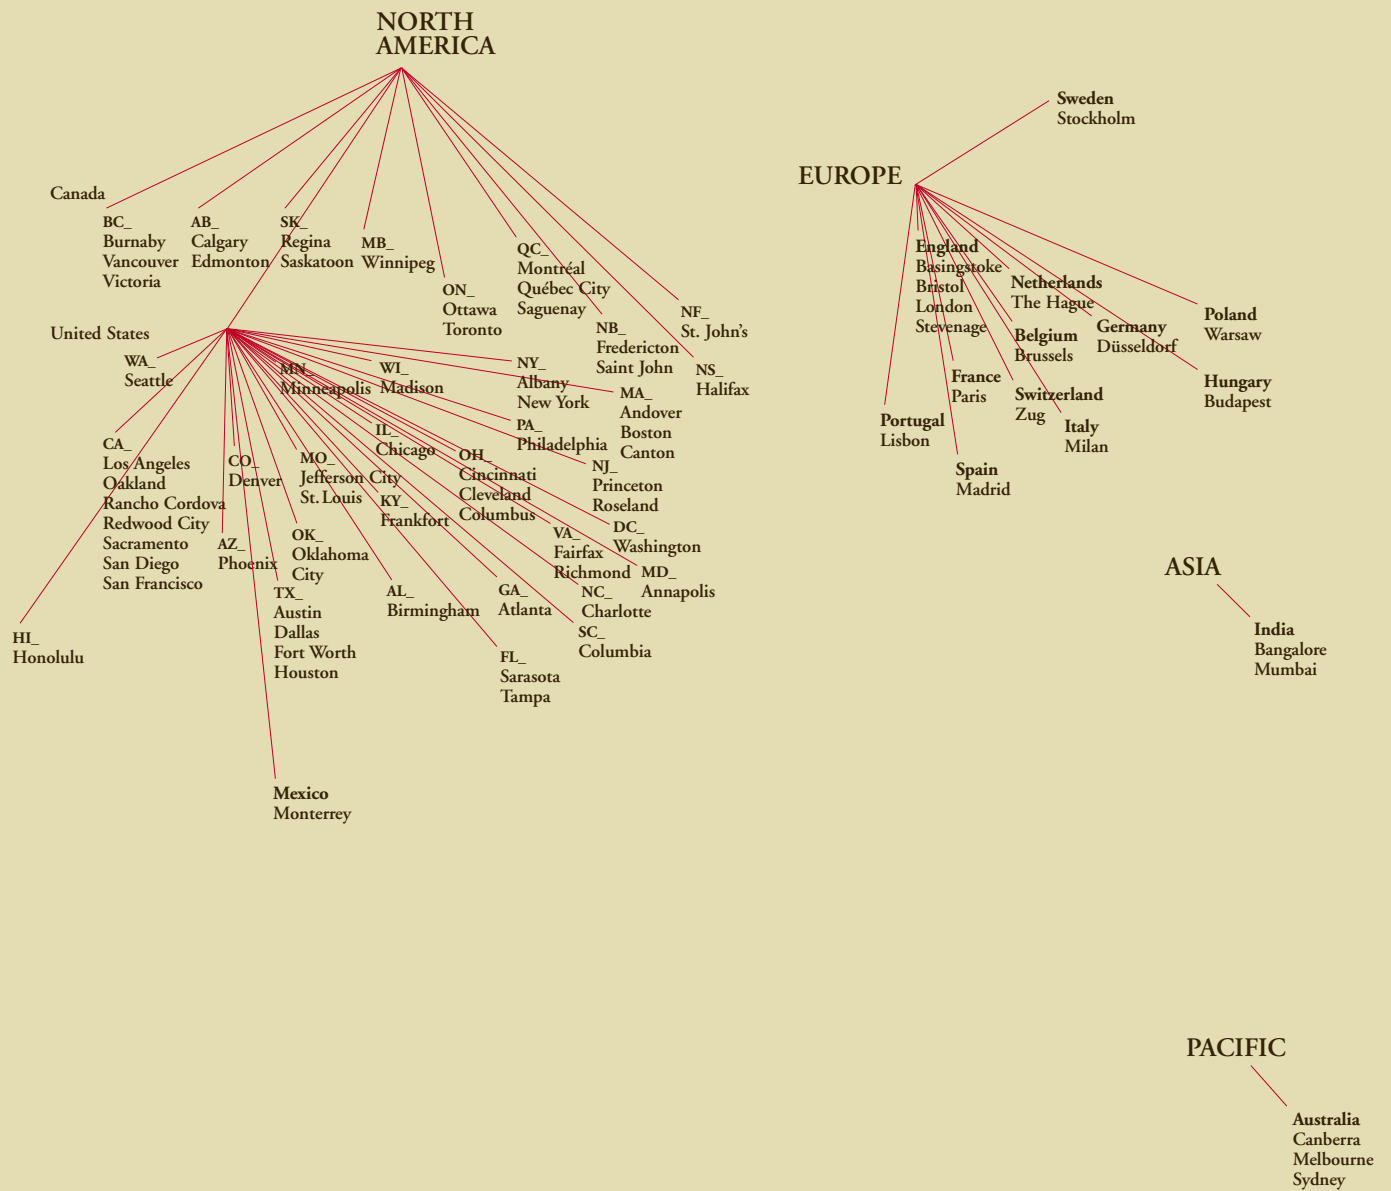 NORTH
AMERICA
Canada
BC_
Burnaby
Vancouver
Victoria
AB_
Calgary
Edmonton
SK_
Regina
Saskatoon
MB_
Winnipeg
ON_
Ottawa
Toronto
QC_
Montréal
Québec City
Saguenay
NB_
Fredericton
Saint John
NF_
St. John's
NS_
Halifax
United States
WA_
Seattle
MN_
Minneapolis
WI_
Madison
NY_
Albany
New York
MA_
Andover
Boston
Canton
CA_
Los Angeles
Oakland
Rancho Cordova
Redwood City
Sacramento
San Diego
San Francisco
CO_
Denver
MO_
Jefferson City
St. Louis
IL_
Chicago
PA_
Philadelphia
OH_
Cincinnati
Cleveland
Columbus
NJ_
Princeton
Roseland
KY_
Frankfort
AZ_
Phoenix
OK_
Oklahoma
City
VA_
Fairfax
Richmond
DC_
Washington
MD_
Annapolis
TX_
Austin
Dallas
Fort Worth
Houston
AL_
Birmingham
GA_
Atlanta
NC_
Charlotte
SC_
Columbia
HI_
Honolulu
FL_
Sarasota
Tampa
Mexico
Monterrey
EUROPE
Sweden
Stockholm
England
Basingstoke
Bristol
London
Stevenage
Netherlands
The Hague
Belgium
Brussels
Germany
Düsseldorf
Poland
Warsaw
France
Paris
Switzerland
Zug
Hungary
Budapest
Portugal
Lisbon
Italy
Milan
Spain
Madrid
ASIA
India
Bangalore
Mumbai
PACIFIC
Australia
Canberra
Melbourne
Sydney